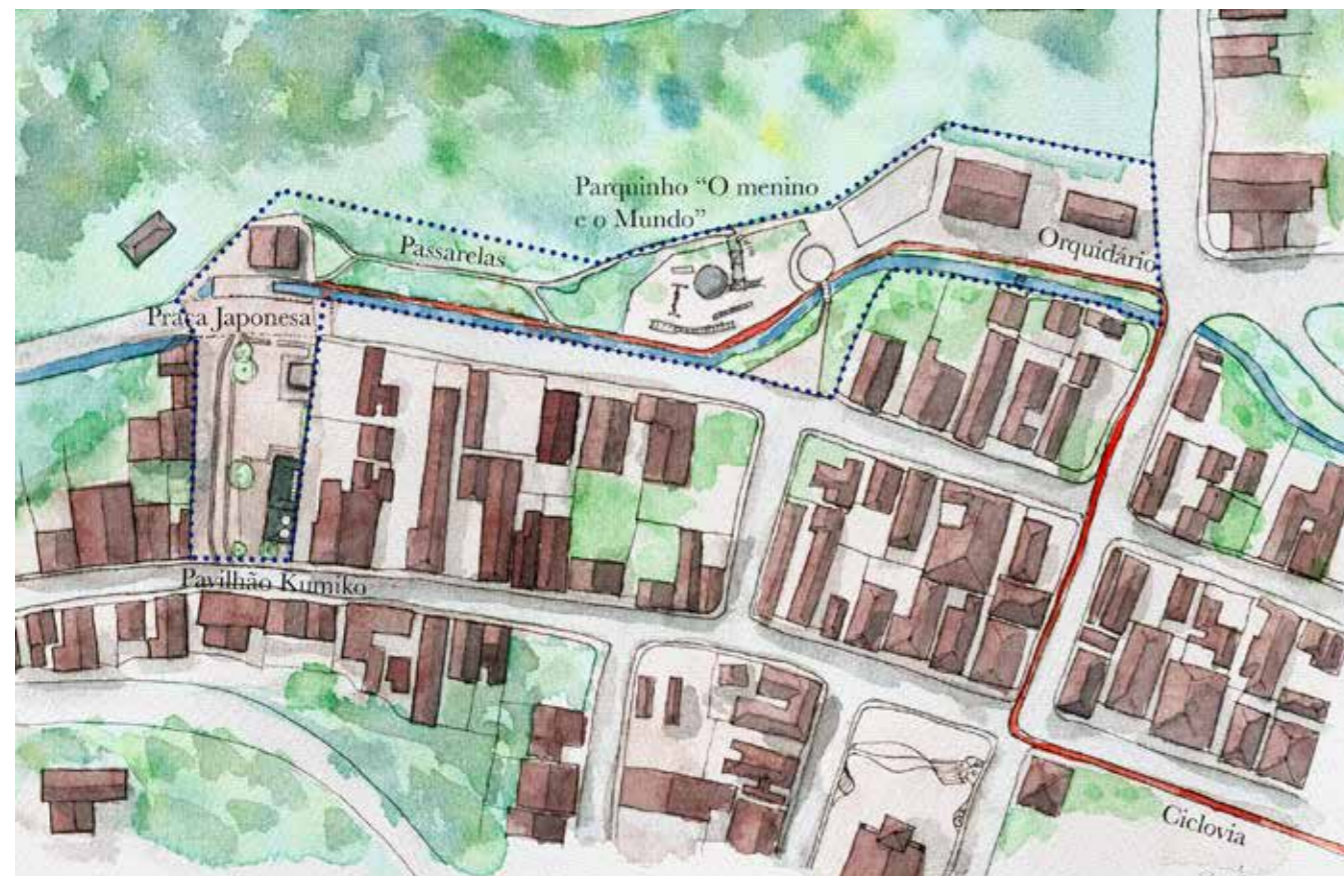 Parquinho “O menino
e o Mundo”
Passarelas
Orquidário
Praça Japonesa
Pavilhão Kumiko
Ciclovia